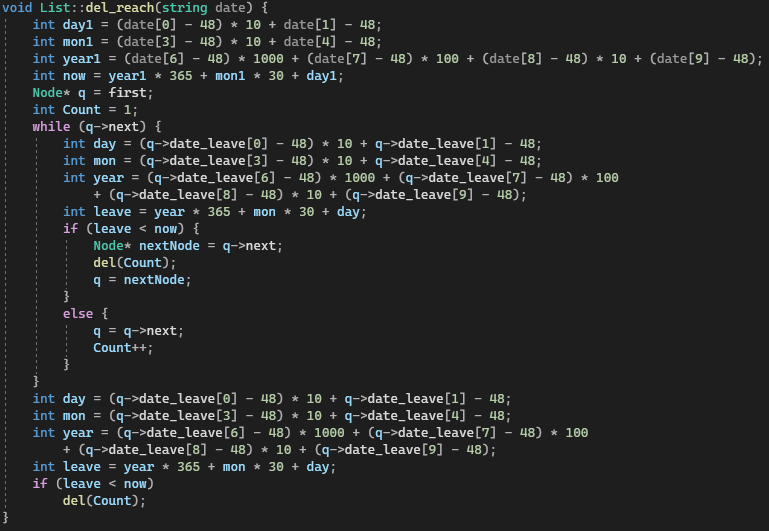 void List::del_reach(string date) {
    int day1 = (date[0] - 48) * 10 + date[1] - 48;
    int mon1 = (date[3] - 48) * 10 + date[4] - 48;
    int year1 = (date[6] - 48) * 1000 + (date[7] - 48) * 100 + (date[8] - 48) * 10 + (date[9] - 48);
    int now = year1 * 365 + mon1 * 30 + day1;
    Node* q = first;
    int Count = 1;
    while (q->next) {
        int day = (q->date_leave[0] - 48) * 10 + q->date_leave[1] - 48;
        int mon = (q->date_leave[3] - 48) * 10 + q->date_leave[4] - 48;
        int year = (q->date_leave[6] - 48) * 1000 + (q->date_leave[7] - 48) * 100
            + (q->date_leave[8] - 48) * 10 + (q->date_leave[9] - 48);
        int leave = year * 365 + mon * 30 + day;
        if (leave < now) {
            Node* nextNode = q->next;
            del(Count);
            q = nextNode;
        }
        else {
            q = q->next;
            Count++;
        }
    }
    int day = (q->date_leave[0] - 48) * 10 + q->date_leave[1] - 48;
    int mon = (q->date_leave[3] - 48) * 10 + q->date_leave[4] - 48;
    int year = (q->date_leave[6] - 48) * 1000 + (q->date_leave[7] - 48) * 100
        + (q->date_leave[8] - 48) * 10 + (q->date_leave[9] - 48);
    int leave = year * 365 + mon * 30 + day;
    if (leave < now)
        del(Count);
}